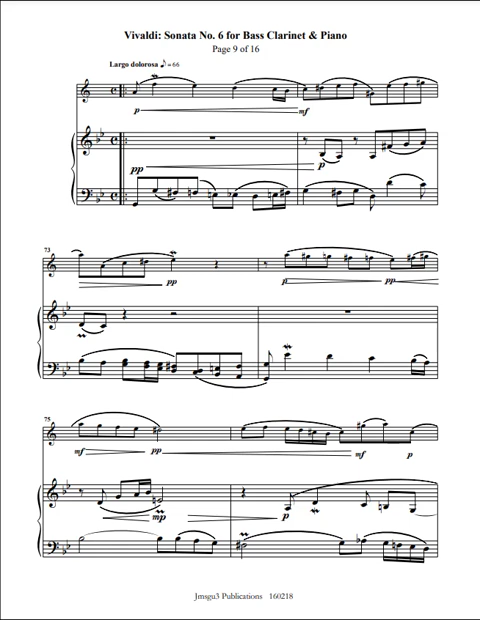 Vivaldi: Sonata No. 6 for Bass Clarinet & Piano
Page 9 of 16
Largo dolorosa ♪ = 66
p mf
pp p
73
pp p pp
75
mf pp mf p
mp p
Jmsgu3 Publications 160218